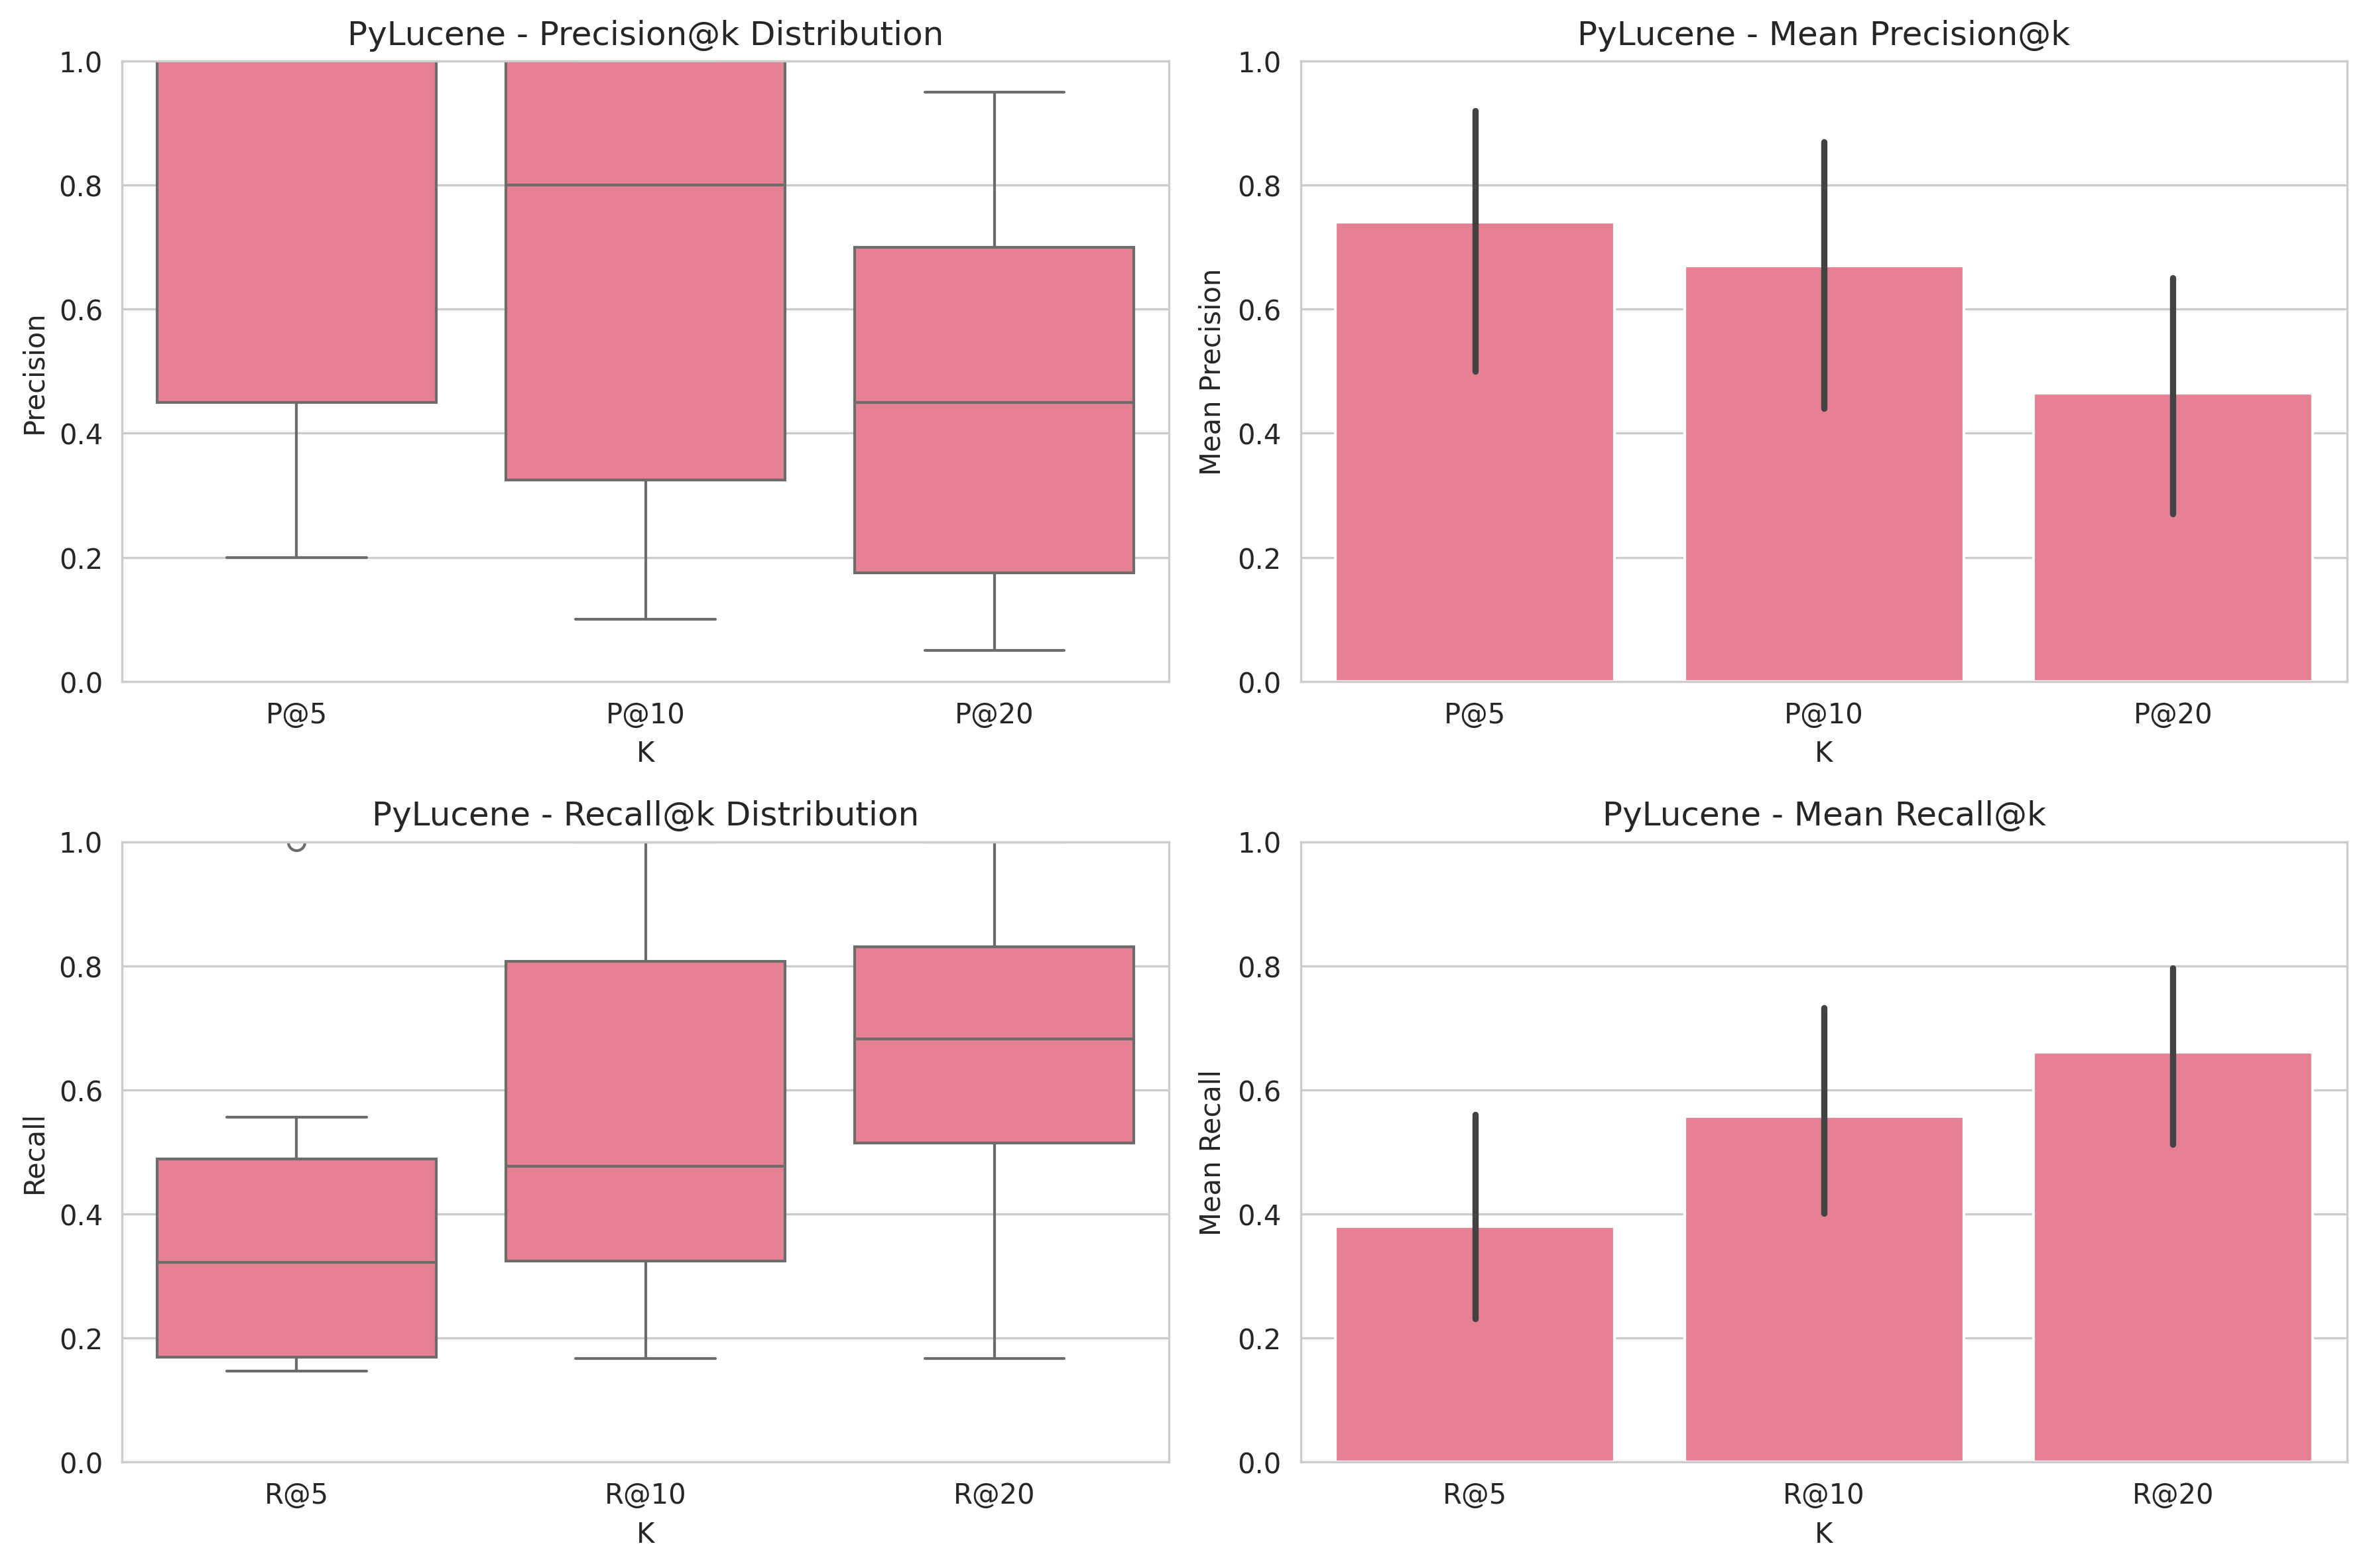 PyLucene - Precision@k Distribution
1.0
0.8
0.6
0.4
0.2
0.0
Precision
P@5 P@10 P@20
K
PyLucene - Mean Precision@k
1.0
0.8
0.6
0.4
0.2
0.0
Mean Precision
P@5 P@10 P@20
K
PyLucene - Recall@k Distribution
1.0
0.8
0.6
0.4
0.2
0.0
Recall
R@5 R@10 R@20
K
PyLucene - Mean Recall@k
1.0
0.8
0.6
0.4
0.2
0.0
Mean Recall
R@5 R@10 R@20
K